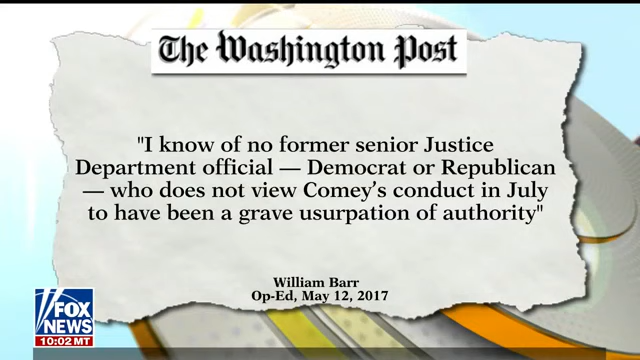 The Washington Post
"I know of no former senior Justice
Department official — Democrat or Republican
— who does not view Comey's conduct in July
to have been a grave usurpation of authority"
William Barr
Op-Ed, May 12, 2017
FOX
NEWS
10:02 MT